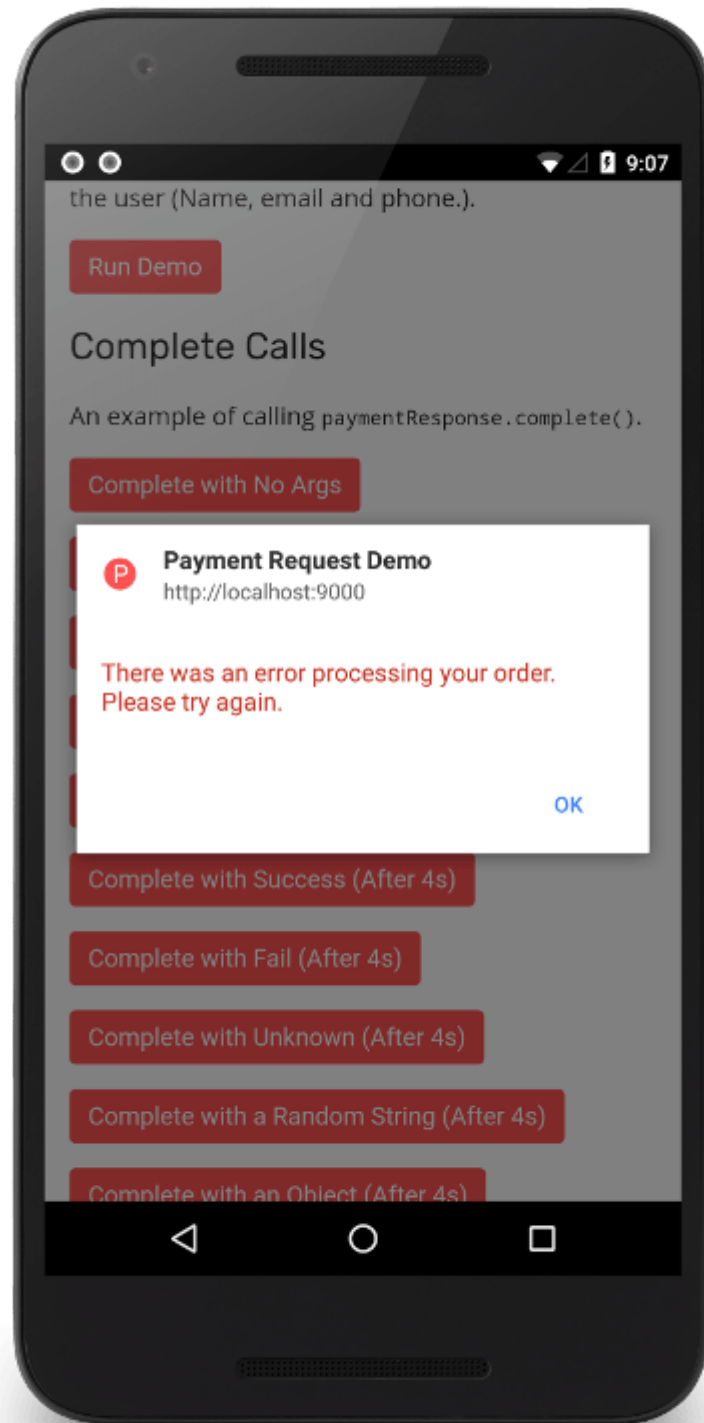 9:07
the user (Name, email and phone.).
Run Demo
Complete Calls
An example of calling paymentResponse.complete().
Complete with No Args
P
Payment Request Demo
http://localhost:9000
There was an error processing your order.
Please try again.
OK
Complete with Success (After 4s)
Complete with Fail (After 4s)
Complete with Unknown (After 4s)
Complete with a Random String (After 4s)
Complete with an Object (After 4s)